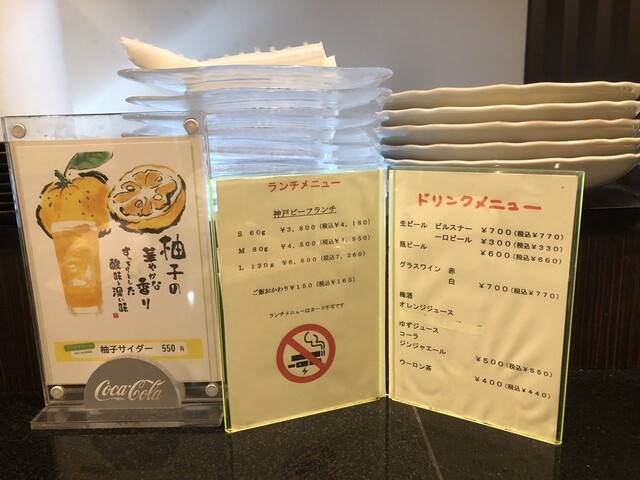 柚子の
華やかな
香り
すっきりとした
酸味と深い味
柚子サイダー 550円
Coca-Cola
ランチメニュー
神戸ビーフランチ
S 60g ¥3,800(税込¥4,180)
M 80g ¥4,500(税込¥4,950)
L 120g ¥6,600(税込7,260)
ご飯おかわり¥150(税込¥165)
ランチメニューはカード不可です
ドリンクメニュー
生ビール ピルスナー ¥700(税込¥770)
一口ビール ¥300(税込¥330)
瓶ビール ¥600(税込¥660)
グラスワイン 赤
白 ¥700(税込¥770)
梅酒
オレンジジュース
ゆずジュース
コーラ
ジンジャエール ¥500(税込¥550)
ウーロン茶 ¥400(税込¥440)